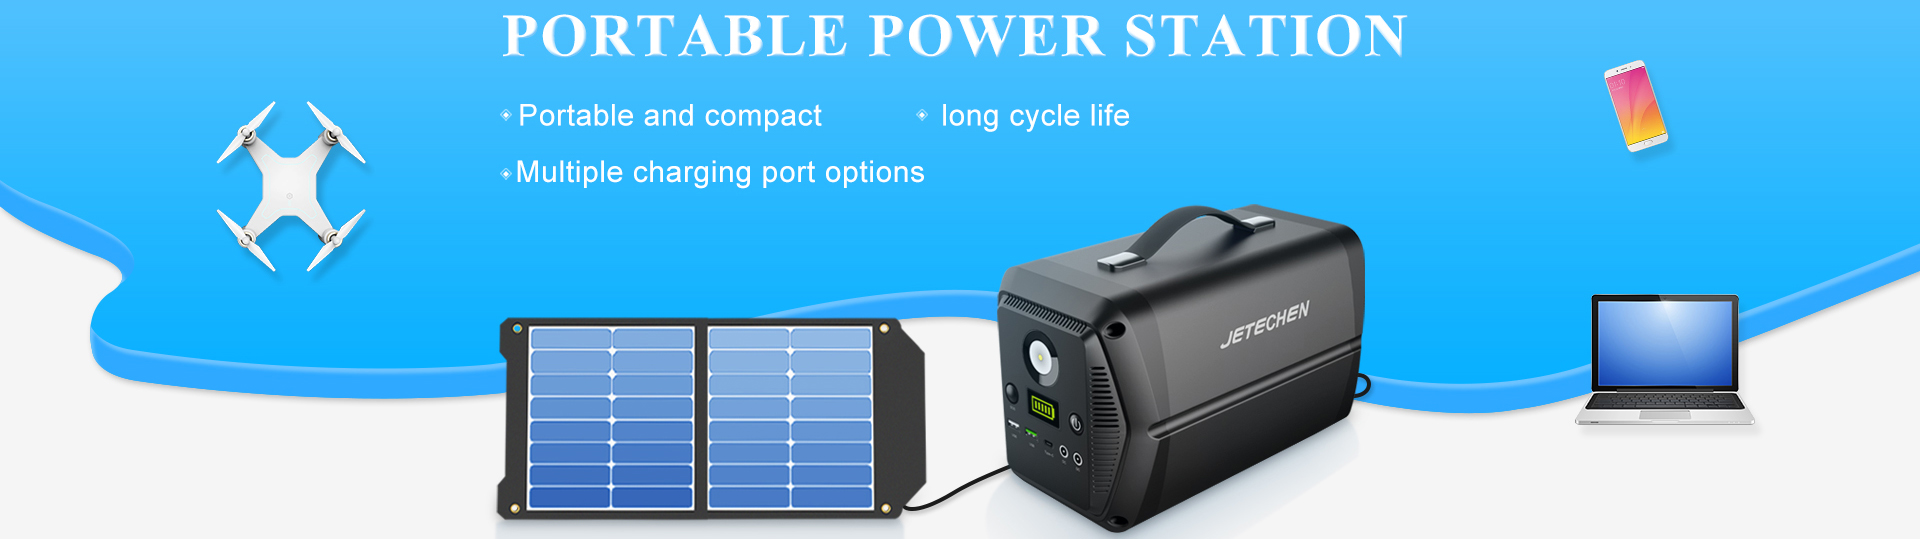 PORTABLE POWER STATION
Portable and compact
long cycle life
Multiple charging port options
JETECHEN